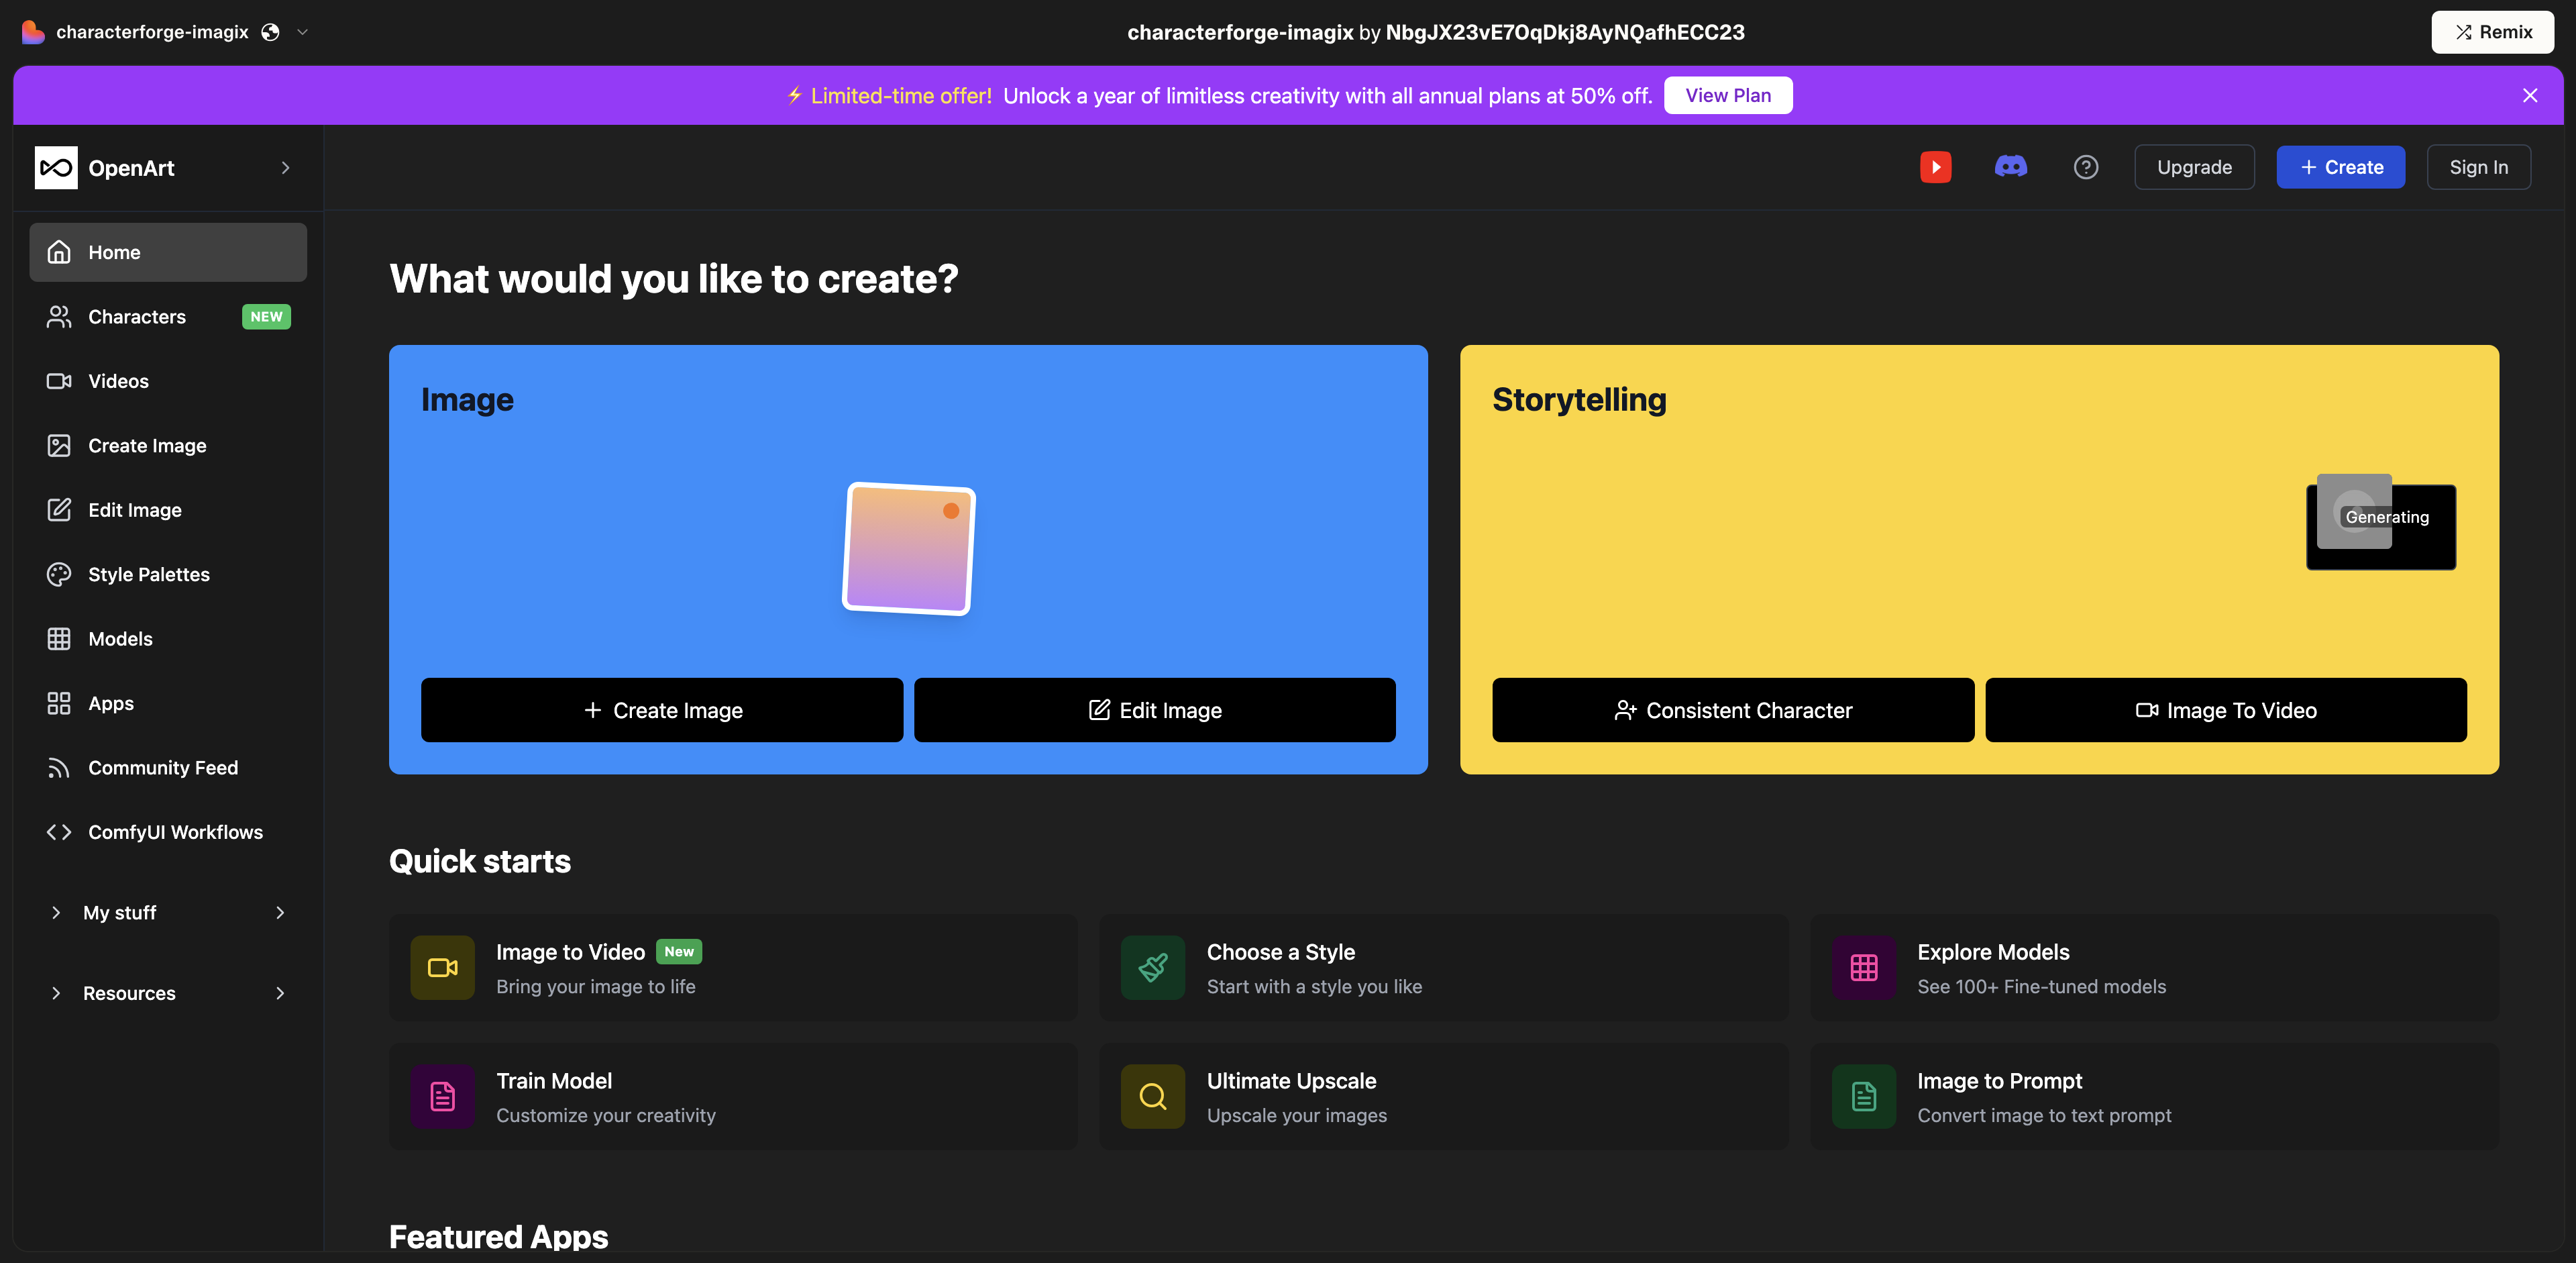 characterforge-imagix
characterforge-imagix by NbgJX23vE7OqDkj8AyNQafhECC23
Remix
⚡ Limited-time offer! Unlock a year of limitless creativity with all annual plans at 50% off. View Plan
OpenArt
Upgrade
+ Create
Sign In
Home
Characters NEW
Videos
Create Image
Edit Image
Style Palettes
Models
Apps
Community Feed
ComfyUI Workflows
My stuff
Resources
What would you like to create?
Image
+ Create Image
Edit Image
Storytelling
Generating
Consistent Character
Image To Video
Quick starts
Image to Video New
Bring your image to life
Choose a Style
Start with a style you like
Explore Models
See 100+ Fine-tuned models
Train Model
Customize your creativity
Ultimate Upscale
Upscale your images
Image to Prompt
Convert image to text prompt
Featured Apps